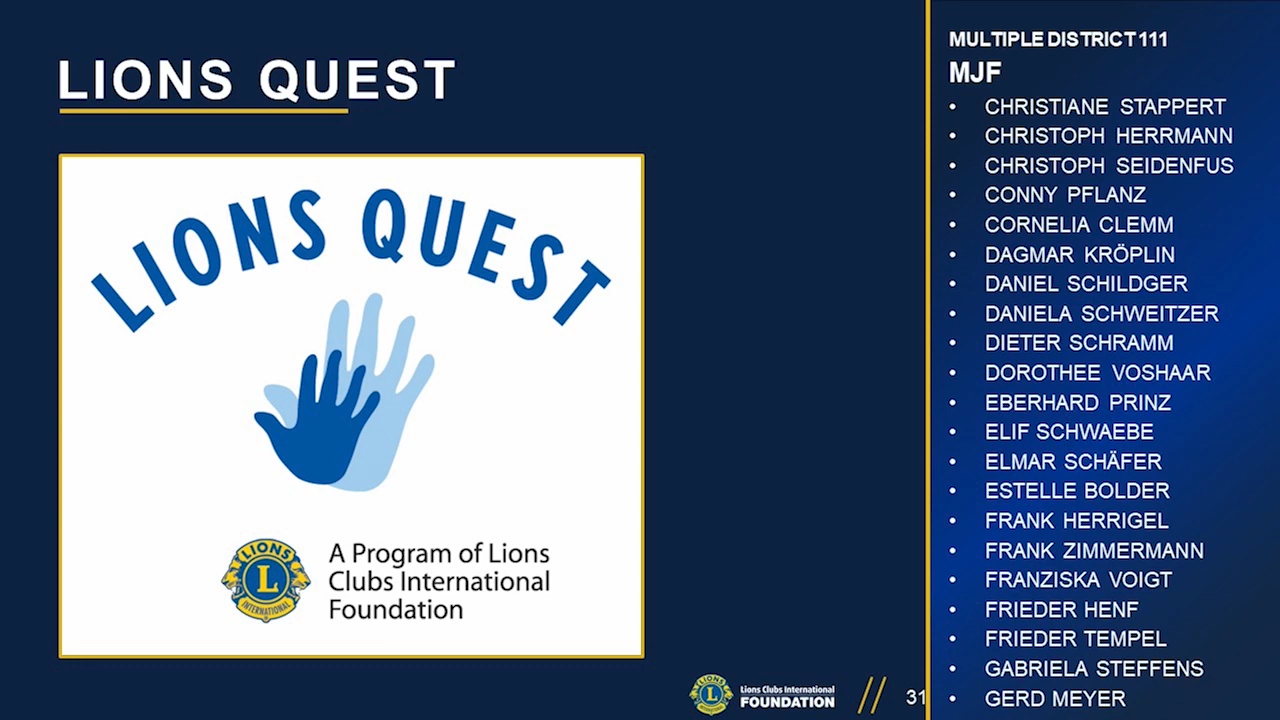 LIONS QUEST
LIONS QUEST
LIONS
L
INTERNATIONAL
A Program of Lions
Clubs International
Foundation
LIONS
L
Lions Clubs International
FOUNDATION
31
MULTIPLE DISTRICT 111
MJF
• CHRISTIANE STAPPERT
• CHRISTOPH HERRMANN
• CHRISTOPH SEIDENFUS
• CONNY PFLANZ
• CORNELIA CLEMM
• DAGMAR KRÖPLIN
• DANIEL SCHILDGER
• DANIELA SCHWEITZER
• DIETER SCHRAMM
• DOROTHEE VOSHAAR
• EBERHARD PRINZ
• ELIF SCHWAEBE
• ELMAR SCHÄFER
• ESTELLE BOLDER
• FRANK HERRIGEL
• FRANK ZIMMERMANN
• FRANZISKA VOIGT
• FRIEDER HENF
• FRIEDER TEMPEL
• GABRIELA STEFFENS
• GERD MEYER